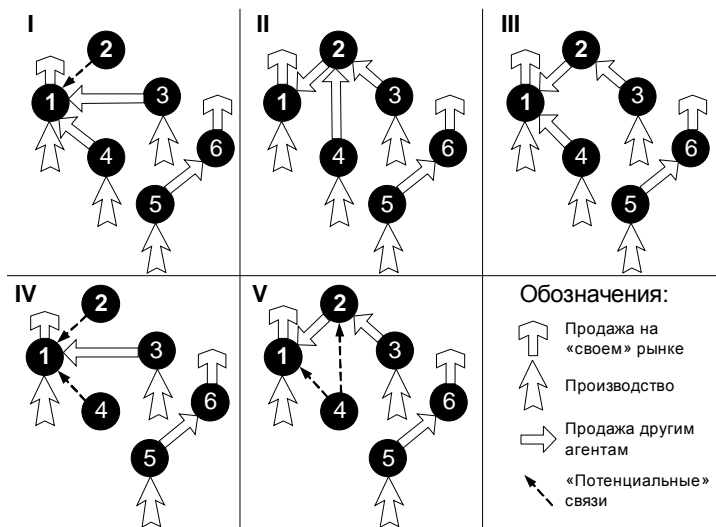 I
II
III
2
2
2
1
3
1
3
1
3
6
6
6
4
4
4
5
5
5
IV
V
Обозначения:
2
2
Продажа на
«своем» рынке
1
3
1
3
Производство
4
6
4
6
Продажа другим
агентам
5
5
«Потенциальные»
связи